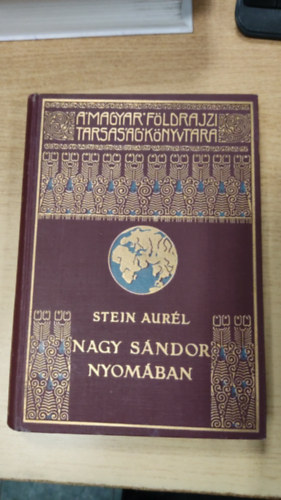 A MAGYAR FÖLDRAJZI
TÁRSASÁG KÖNYVTÁRA
STEIN AURÉL
NAGY SÁNDOR
NYOMÁBAN